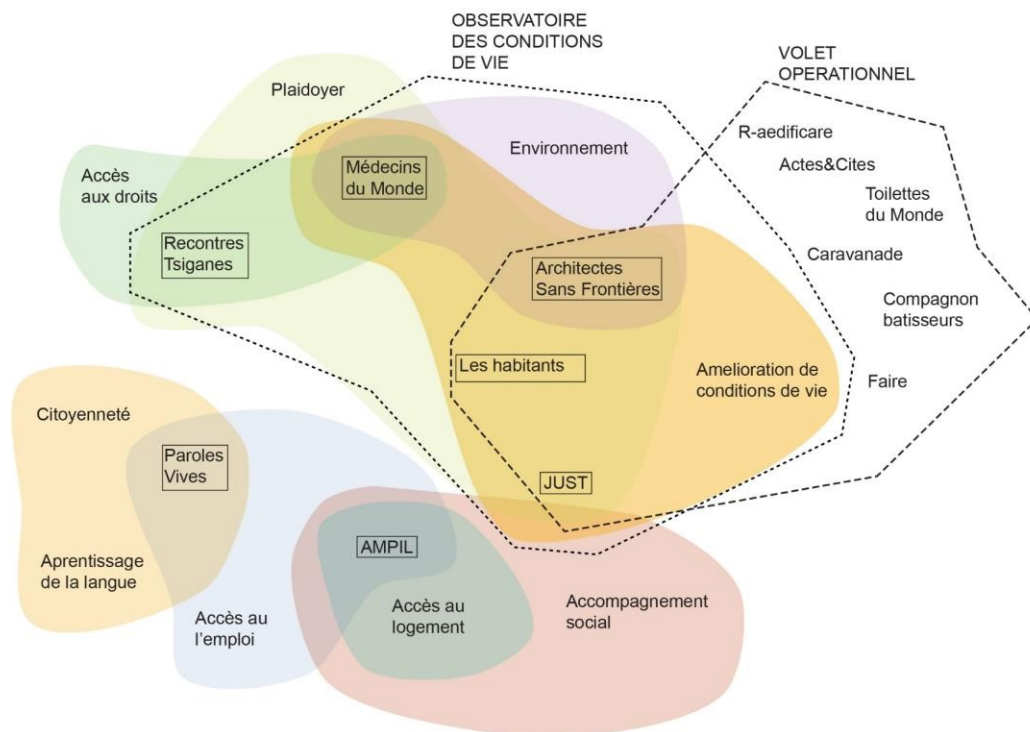 OBSERVATOIRE
DES CONDITIONS
DE VIE
VOLET
OPERATIONNEL
Plaidoyer
R-aedificare
Environnement
Actes&Cites
Médecins
du Monde
Accès
aux droits
Toilettes
du Monde
Recontres
Tsiganes
Caravanade
Architectes
Sans Frontières
Compagnon
batisseurs
Les habitants
Amelioration de
conditions de vie
Faire
Citoyenneté
Paroles
Vives
JUST
AMPIL
Aprentissage
de la langue
Accès au
l'emploi
Accès au
logement
Accompagnement
social